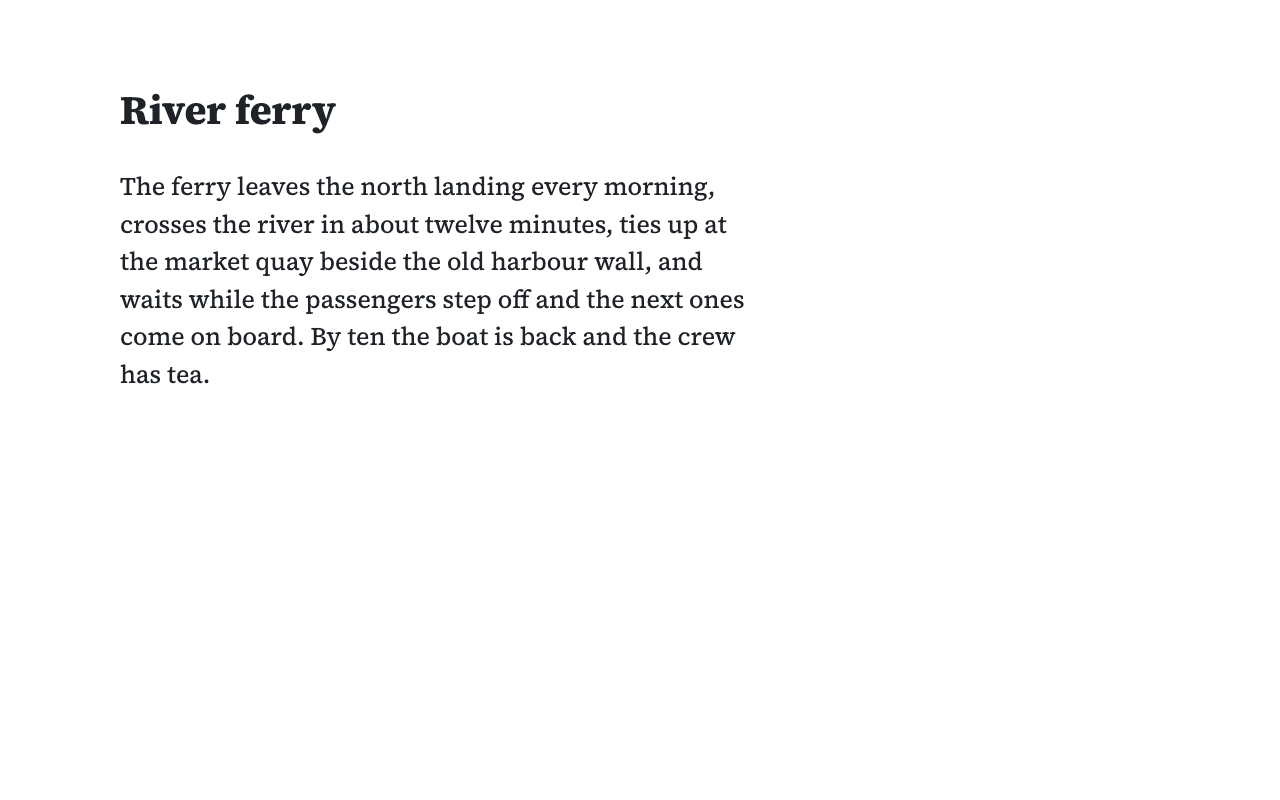 River ferry
The ferry leaves the north landing every morning,
crosses the river in about twelve minutes, ties up at
the market quay beside the old harbour wall, and
waits while the passengers step off and the next ones
come on board. By ten the boat is back and the crew
has tea.